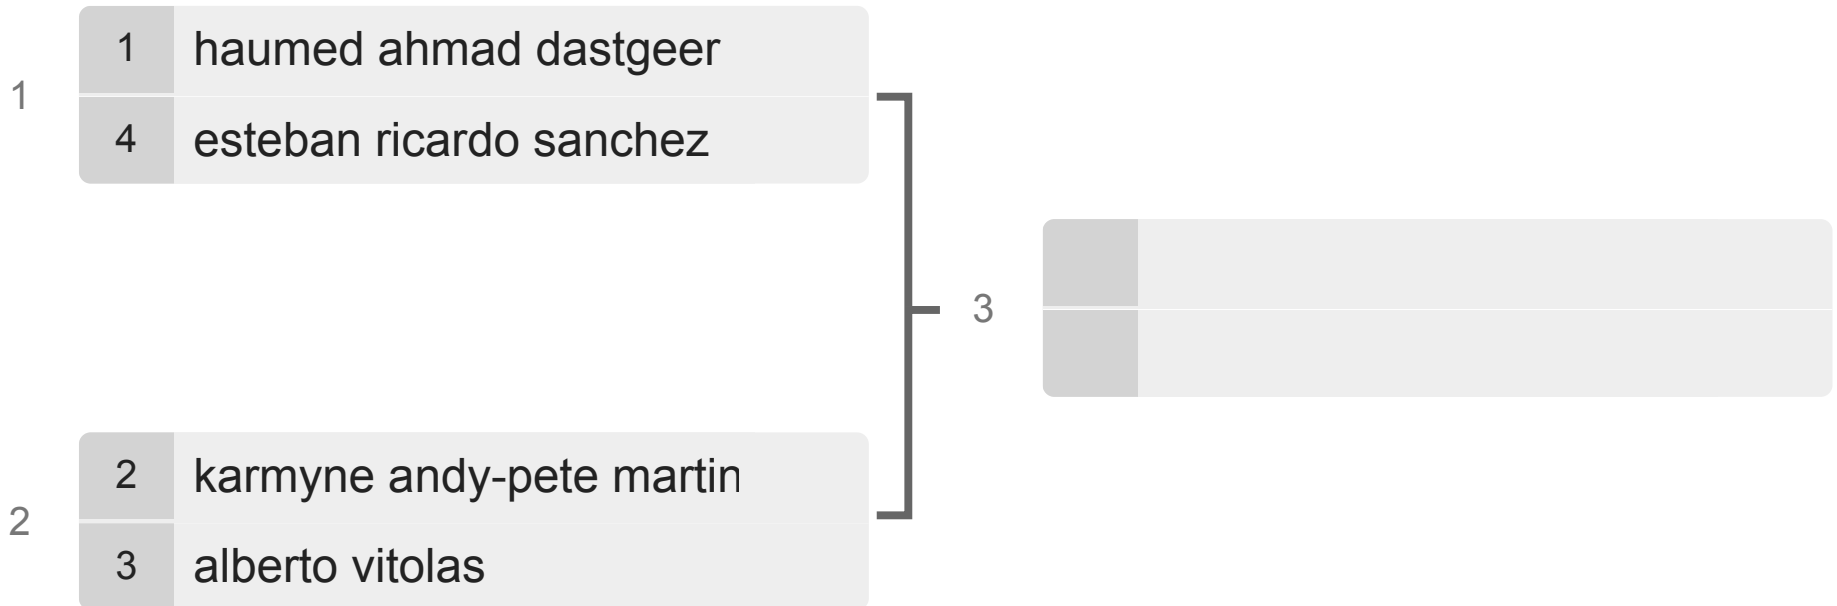 1
1 haumed ahmad dastgeer
4 esteban ricardo sanchez
3
2
2 karmyne andy-pete martin
3 alberto vitolas